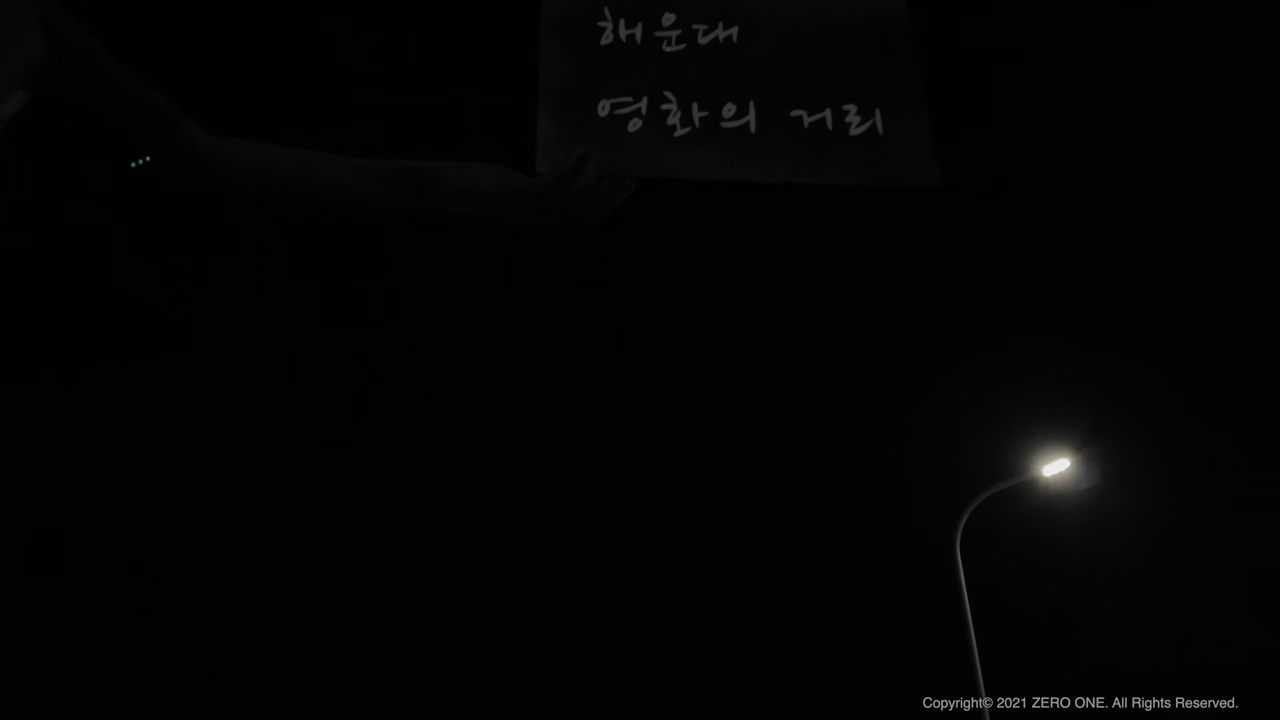 해운대
영화의 거리
Copyright© 2021 ZERO ONE. All Rights Reserved.